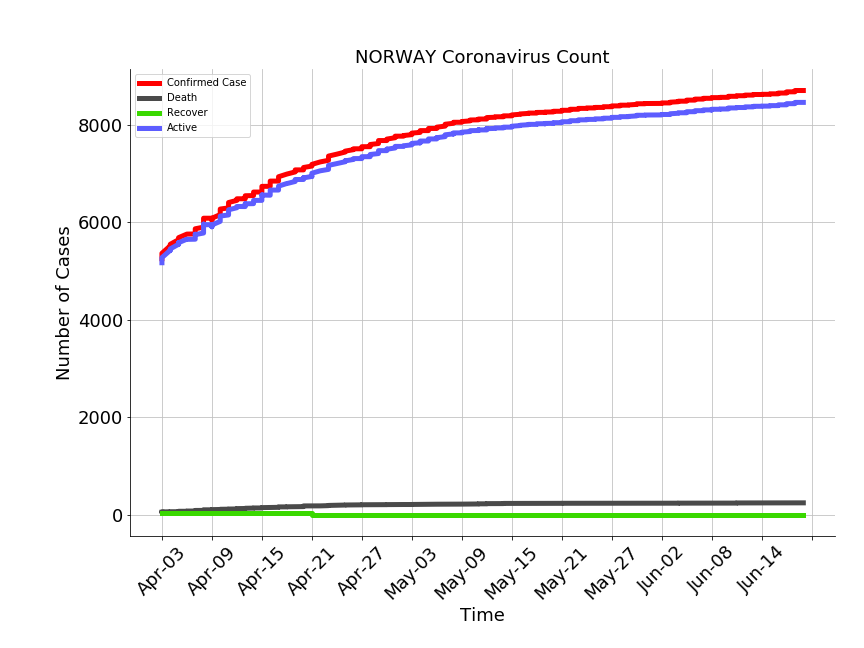 NORWAY Coronavirus Count
Confirmed Case
Death
Recover
Active
8000
6000
4000
2000
0
Number of Cases
Apr-03
Apr-09
Apr-15
Apr-21
Apr-27
May-03
May-09
May-15
May-21
May-27
Jun-02
Jun-08
Jun-14
Time